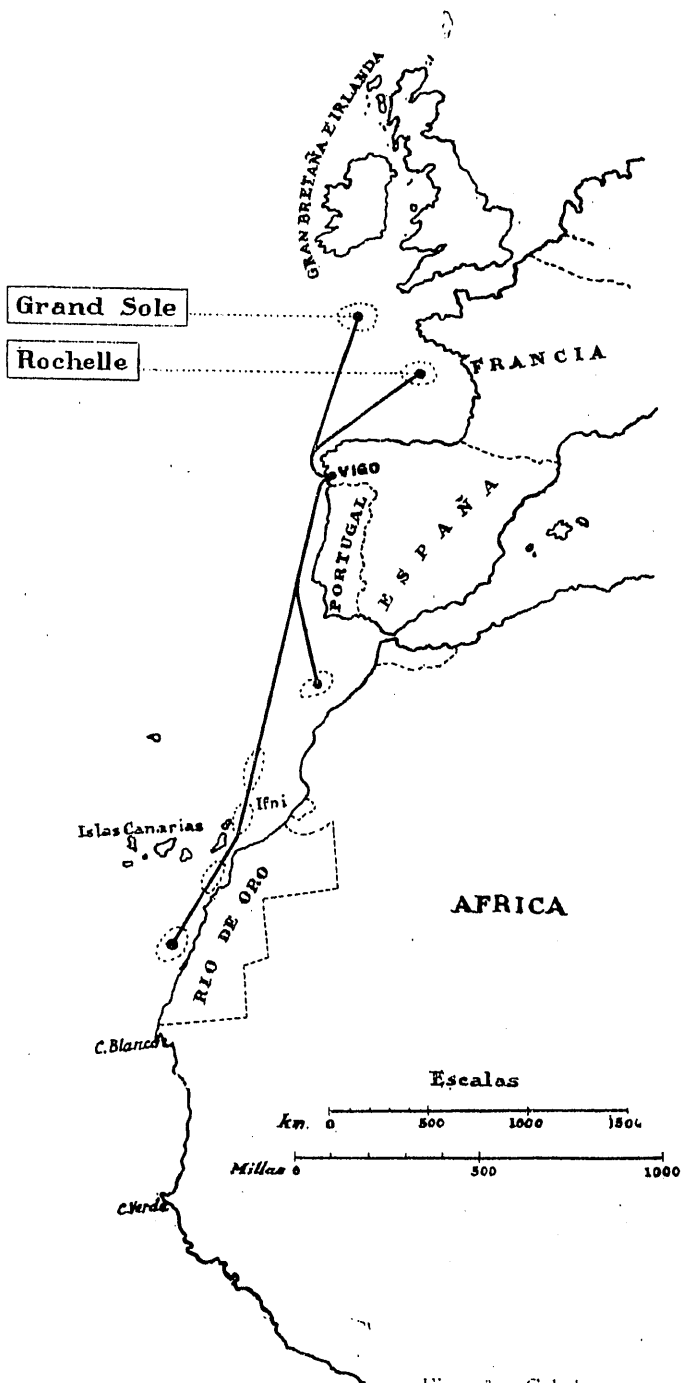 GRAN BRETAÑA E IRLANDA
Grand Sole
Rochelle
FRANCIA
VIGO
PORTUGAL
ESPAÑA
Ifni
Islas Canarias
RIO DE ORO
AFRICA
C. Blanco
Escalas
km. 0 500 1000 150
Millas 0 500 1000
C. Verde